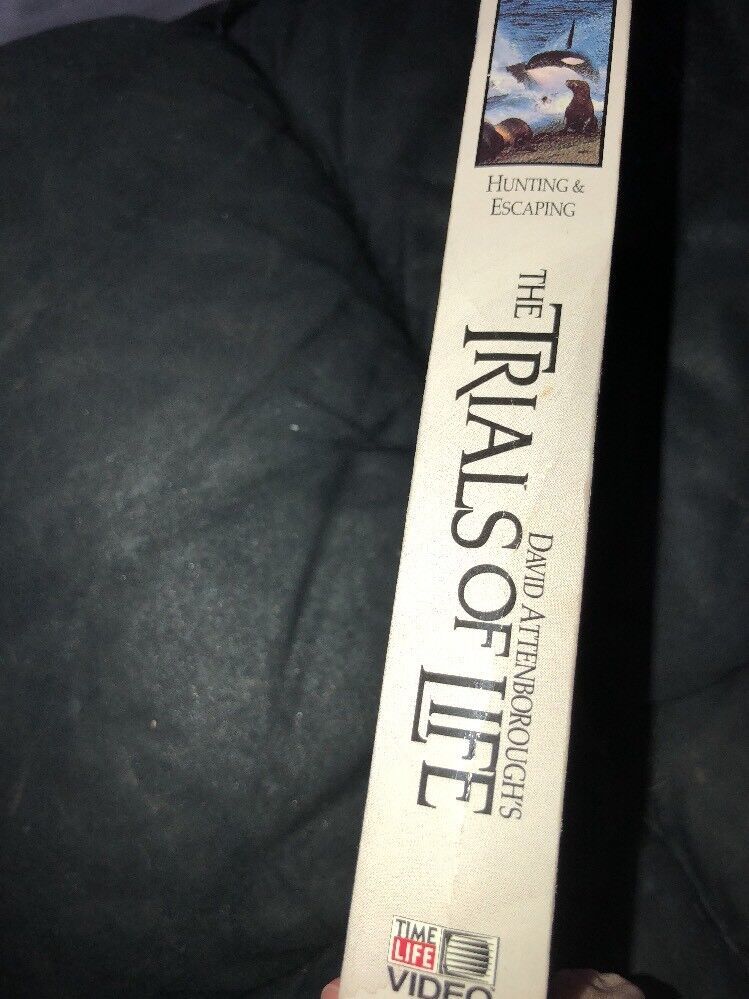 HUNTING &
ESCAPING
DAVID ATTENBOROUGH'S
THE TRIALS OF LIFE
TIME
LIFE
VIDEO